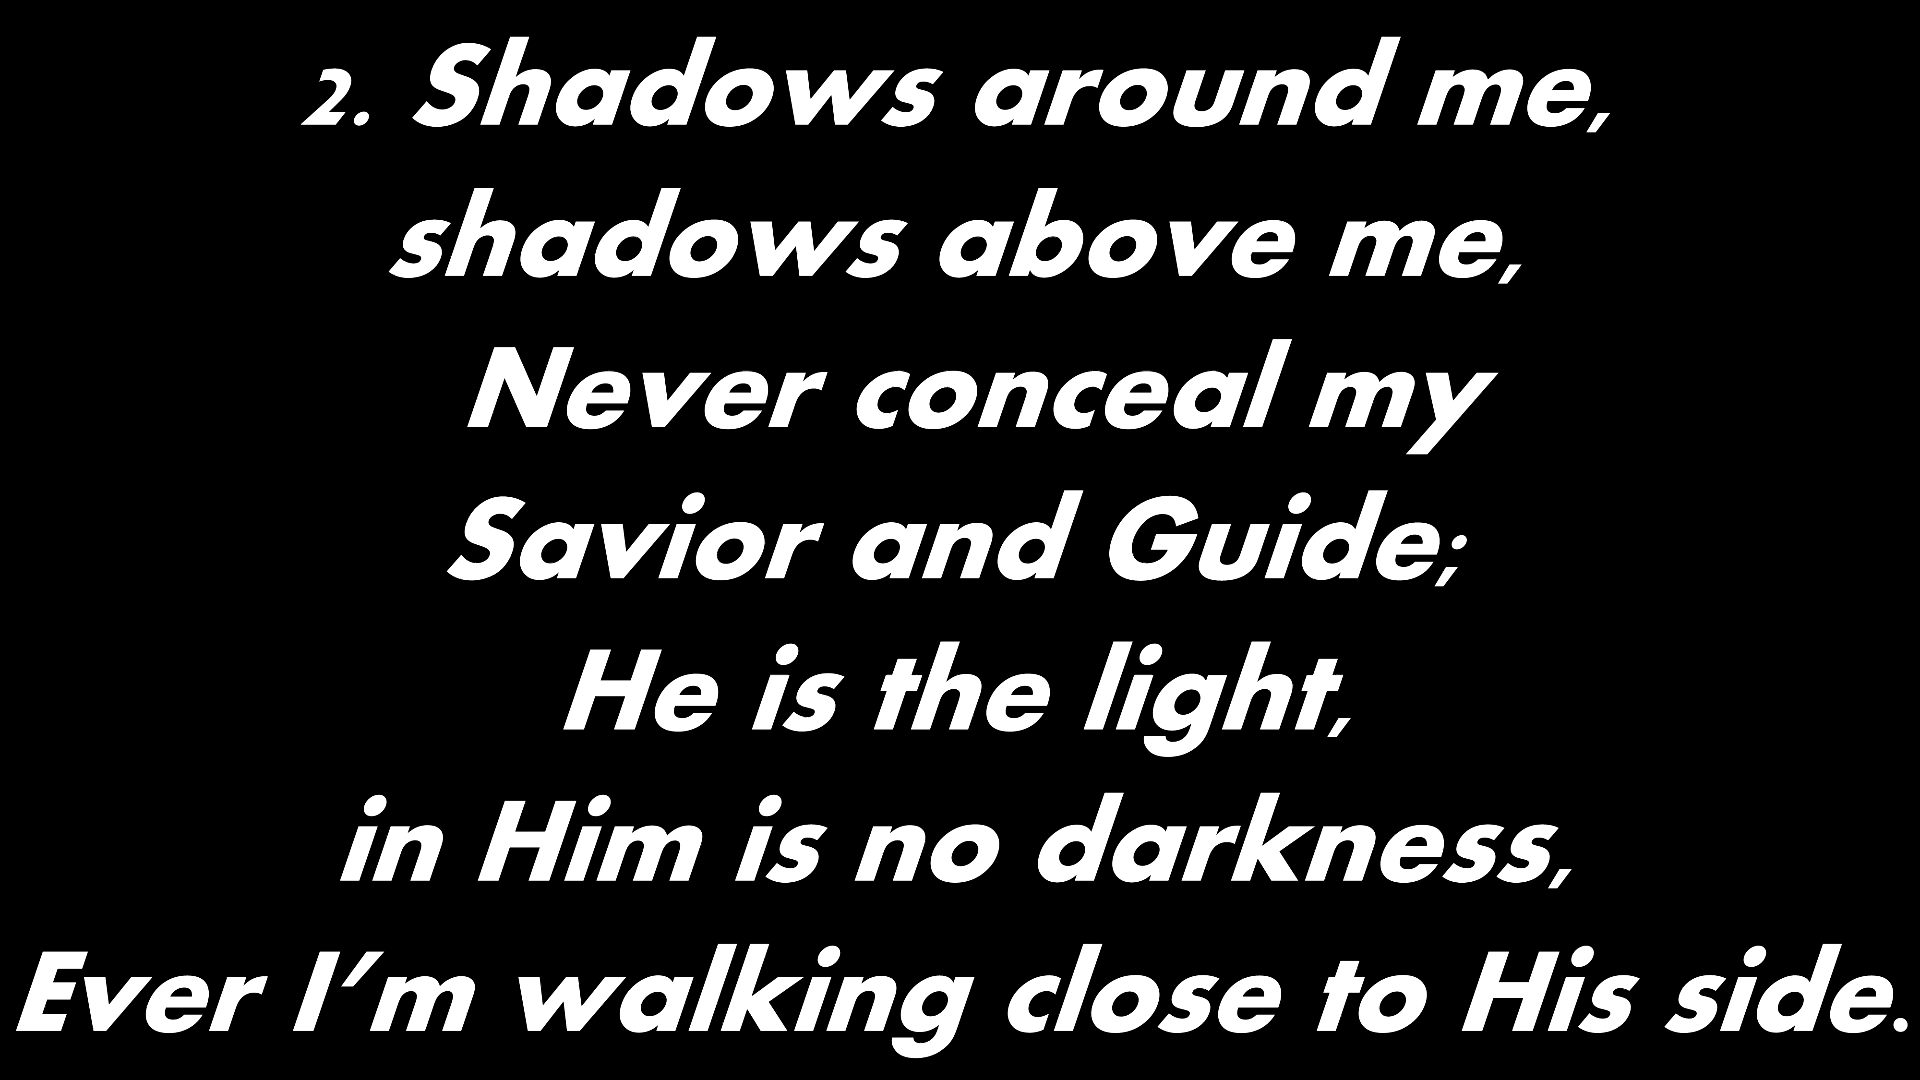 2. Shadows around me,
shadows above me,
Never conceal my
Savior and Guide;
He is the light,
in Him is no darkness,
Ever I’m walking close to His side.